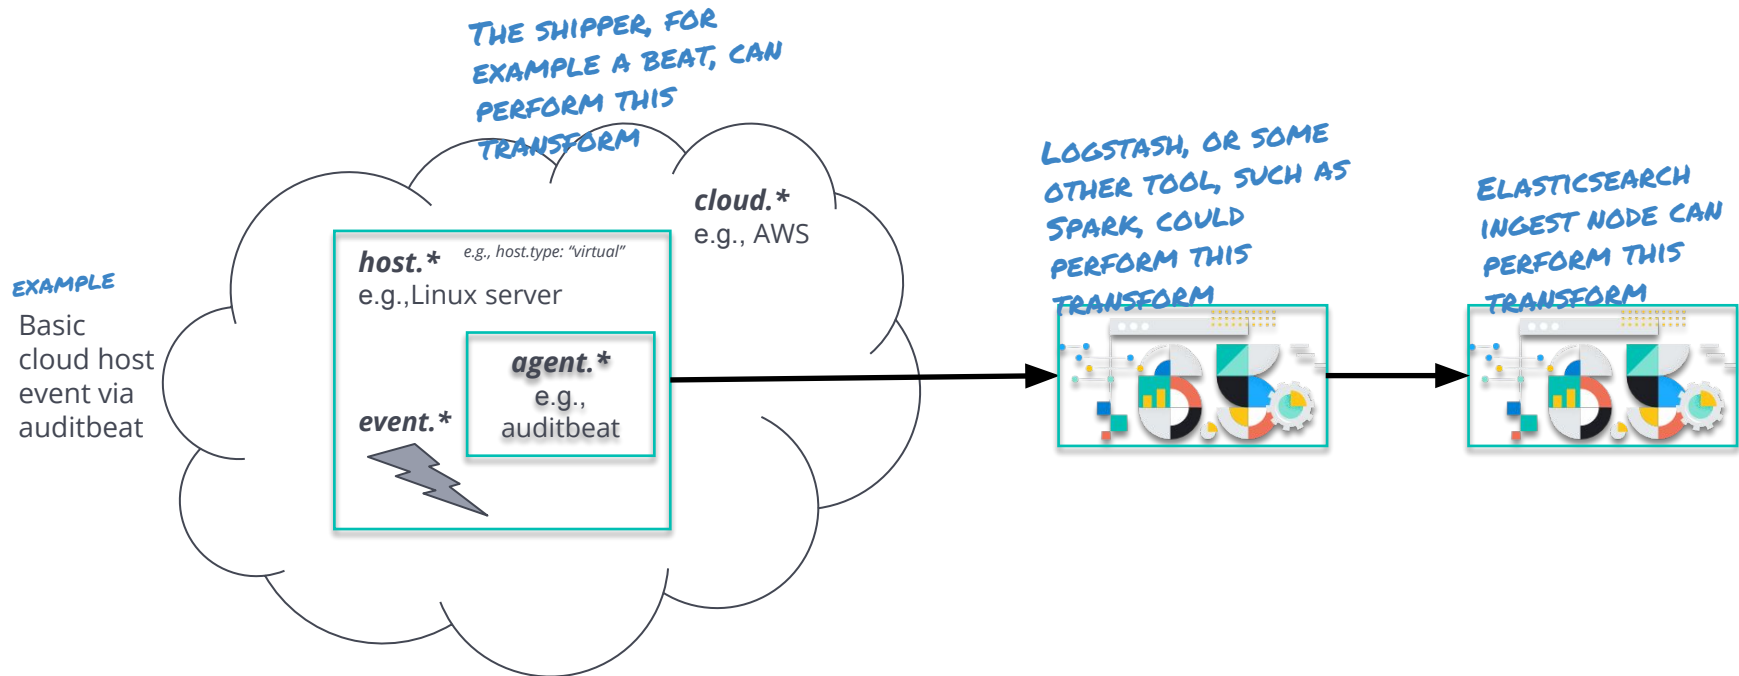 THE SHIPPER, FOR
EXAMPLE A BEAT, CAN
PERFORM THIS
TRANSFORM
cloud.*
e.g., AWS
host.* e.g., host.type: “virtual”
e.g.,Linux server
agent.*
e.g.,
auditbeat
event.*
EXAMPLE
Basic
cloud host
event via
auditbeat
LOGSTASH, OR SOME
OTHER TOOL, SUCH AS
SPARK, COULD
PERFORM THIS
TRANSFORM
ELASTICSEARCH
INGEST NODE CAN
PERFORM THIS
TRANSFORM